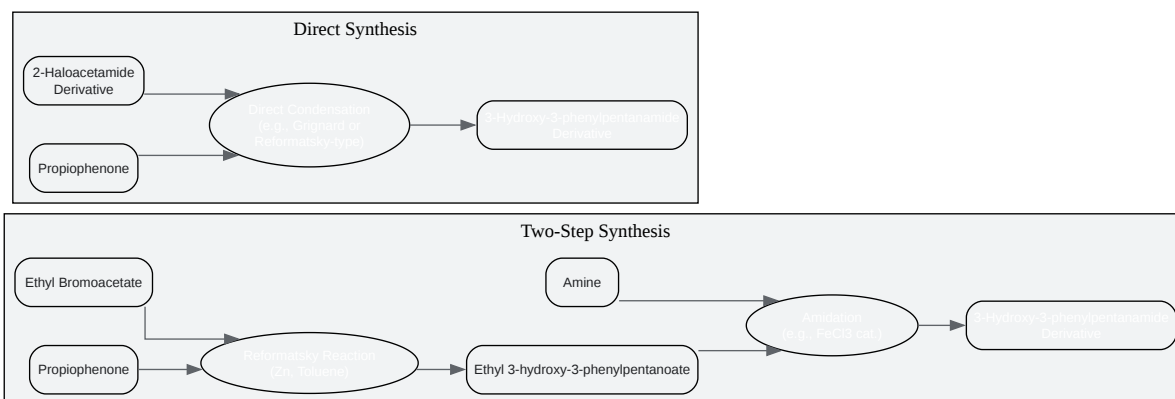 Direct Synthesis
2-Haloacetamide
Derivative
Direct Condensation
(e.g., Grignard or
Reformatsky-type)
3-Hydroxy-3-phenylpentanamide
Derivative
Propiophenone
Two-Step Synthesis
Ethyl Bromoacetate
Amine
Amidation
(e.g., FeCl3 cat.)
3-Hydroxy-3-phenylpentanamide
Derivative
Propiophenone
Reformatsky Reaction
(Zn, Toluene)
Ethyl 3-hydroxy-3-phenylpentanoate